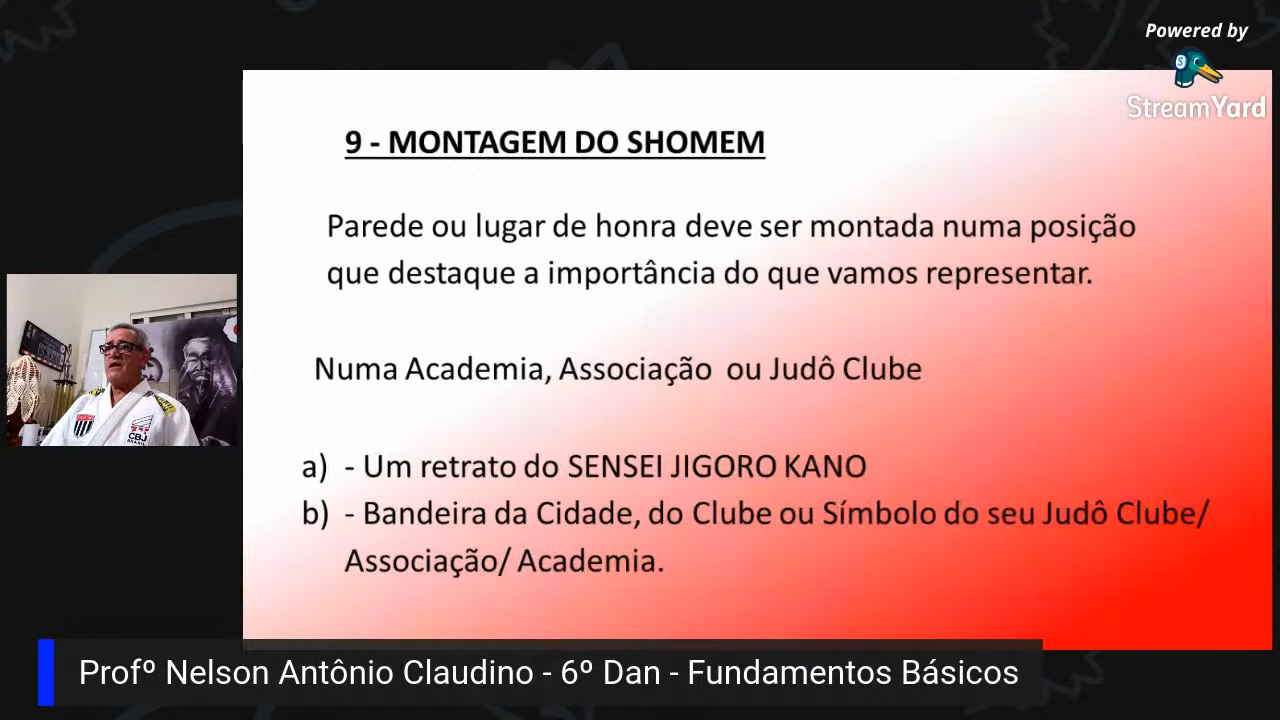 Powered by
StreamYard
9 - MONTAGEM DO SHOMEM
Parede ou lugar de honra deve ser montada numa posição
que destaque a importância do que vamos representar.
Numa Academia, Associação ou Judô Clube
a) - Um retrato do SENSEI JIGORO KANO
b) - Bandeira da Cidade, do Clube ou Símbolo do seu Judô Clube/
Associação/ Academia.
CBJ
BRASIL
Profº Nelson Antônio Claudino - 6º Dan - Fundamentos Básicos